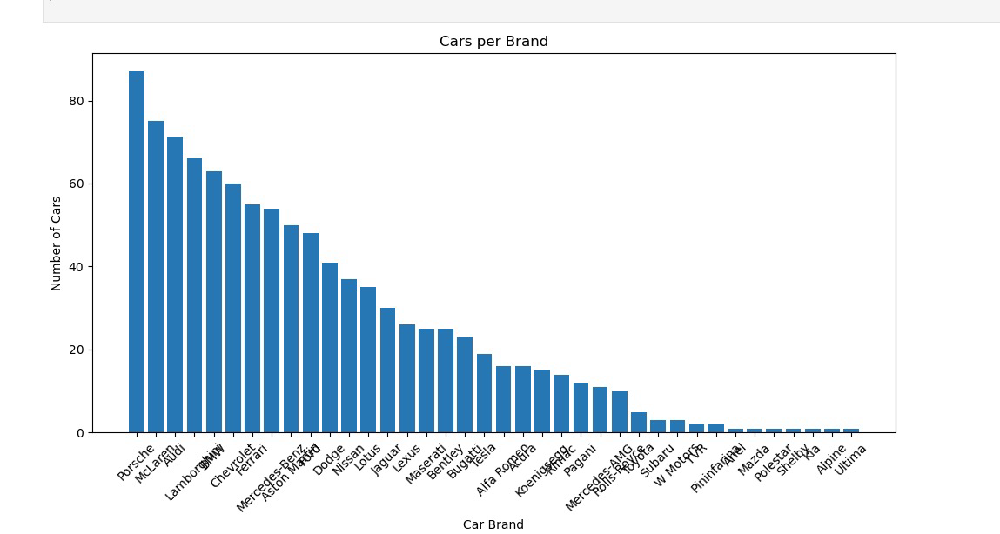 Cars per Brand
80
60
40
20
0
Number of Cars
Porsche
McLaren
Audi
Lamborghini
BMW
Chevrolet
Ferrari
Mercedes-Benz
Aston Martin
Ford
Dodge
Nissan
Lotus
Jaguar
Lexus
Maserati
Bentley
Bugatti
Tesla
Alfa Romeo
Acura
Koenigsegg
Rimac
Pagani
Mercedes-AMG
Rolls-Royce
Toyota
Subaru
W Motors
TVR
Pininfarina
Ariel
Mazda
Polestar
Shelby
Kia
Alpine
Ultima
Car Brand